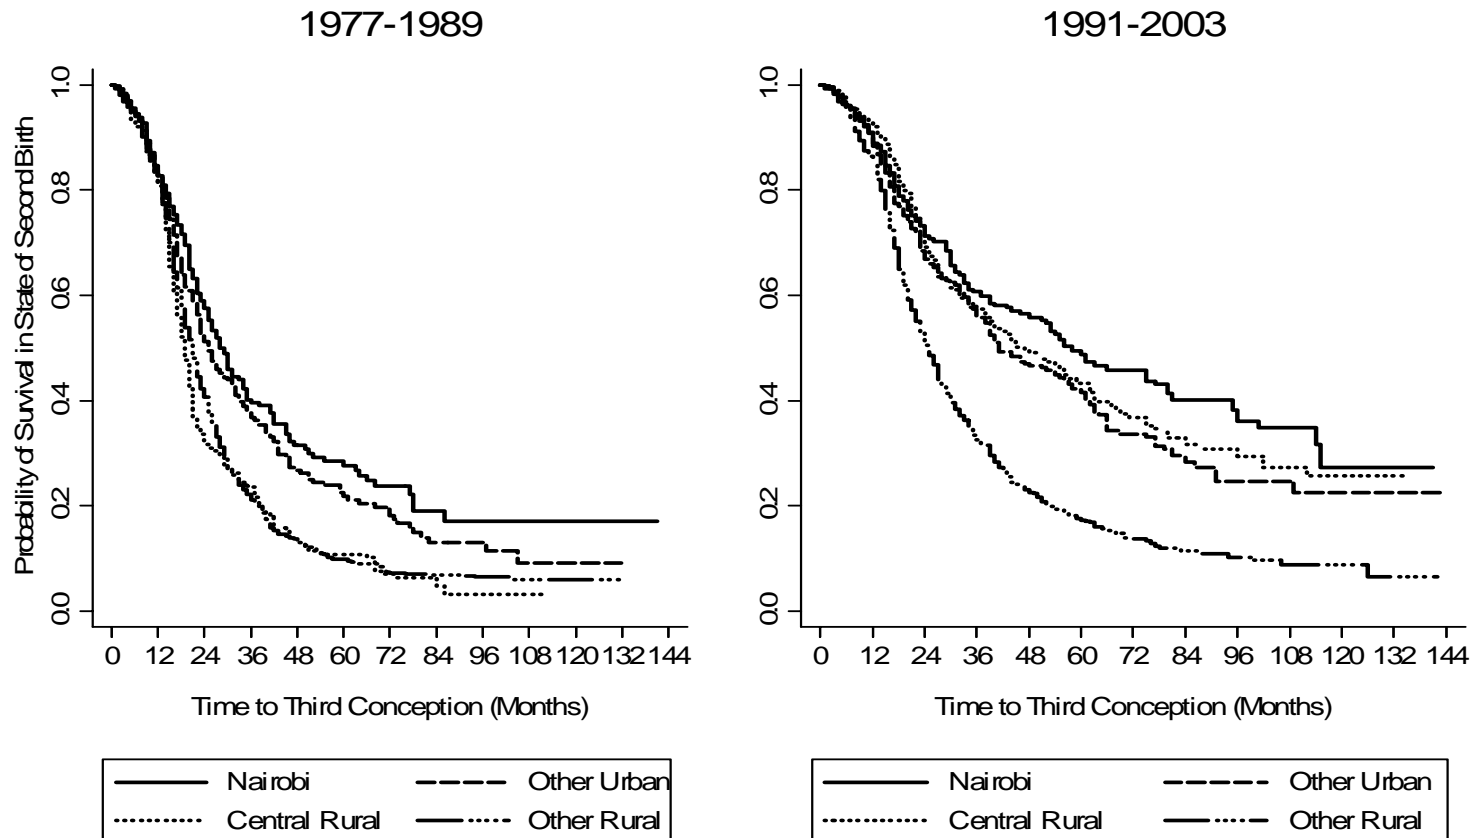 1977-1989
1991-2003
Probability of Survival in State of Second Birth
1.0
0.8
0.6
0.4
0.2
0.0
0 12 24 36 48 60 72 84 96 108 120 132 144
Time to Third Conception (Months)
Nairobi
Other Urban
Central Rural
Other Rural
1.0
0.8
0.6
0.4
0.2
0.0
0 12 24 36 48 60 72 84 96 108 120 132 144
Time to Third Conception (Months)
Nairobi
Other Urban
Central Rural
Other Rural